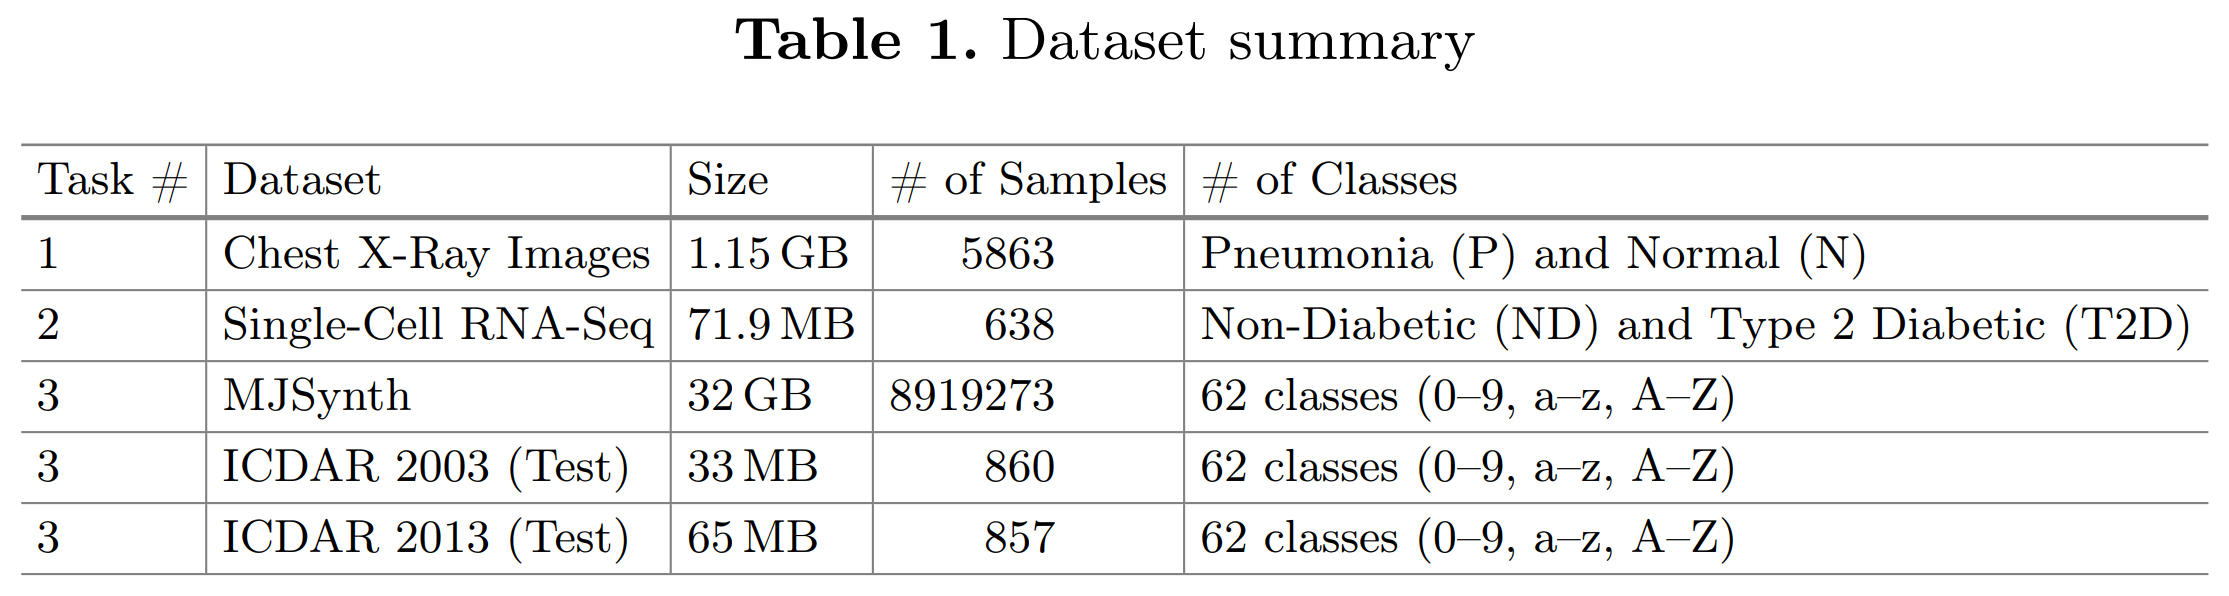 Table 1. Dataset summary
Task # Dataset Size # of Samples # of Classes
1 Chest X-Ray Images 1.15 GB 5863 Pneumonia (P) and Normal (N)
2 Single-Cell RNA-Seq 71.9 MB 638 Non-Diabetic (ND) and Type 2 Diabetic (T2D)
3 MJSynth 32 GB 8919273 62 classes (0–9, a–z, A–Z)
3 ICDAR 2003 (Test) 33 MB 860 62 classes (0–9, a–z, A–Z)
3 ICDAR 2013 (Test) 65 MB 857 62 classes (0–9, a–z, A–Z)